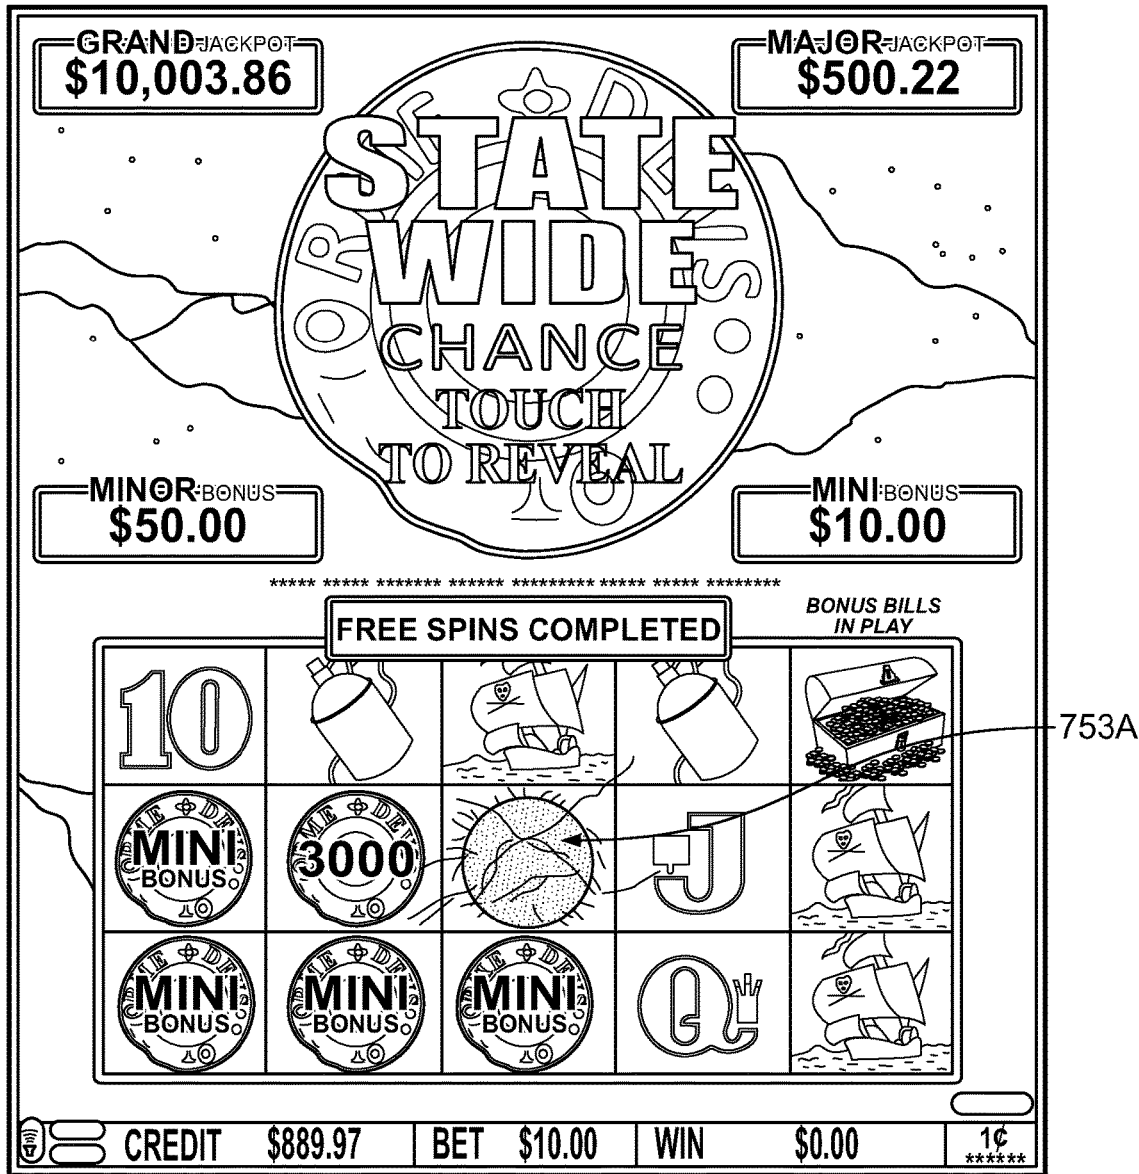 GRAND JACKPOT
$10,003.86
MAJOR JACKPOT
$500.22
STATE
WIDE
CHANCE
TOUCH
TO REVEAL
MINOR BONUS
$50.00
MINI BONUS
$10.00
***** ***** ******* ****** ********* ***** ***** ********
FREE SPINS COMPLETED
BONUS BILLS
IN PLAY
10
753A
MINI
BONUS
3000
J
MINI
BONUS
MINI
BONUS
MINI
BONUS
Q
CREDIT $889.97 BET $10.00 WIN $0.00 1¢
******